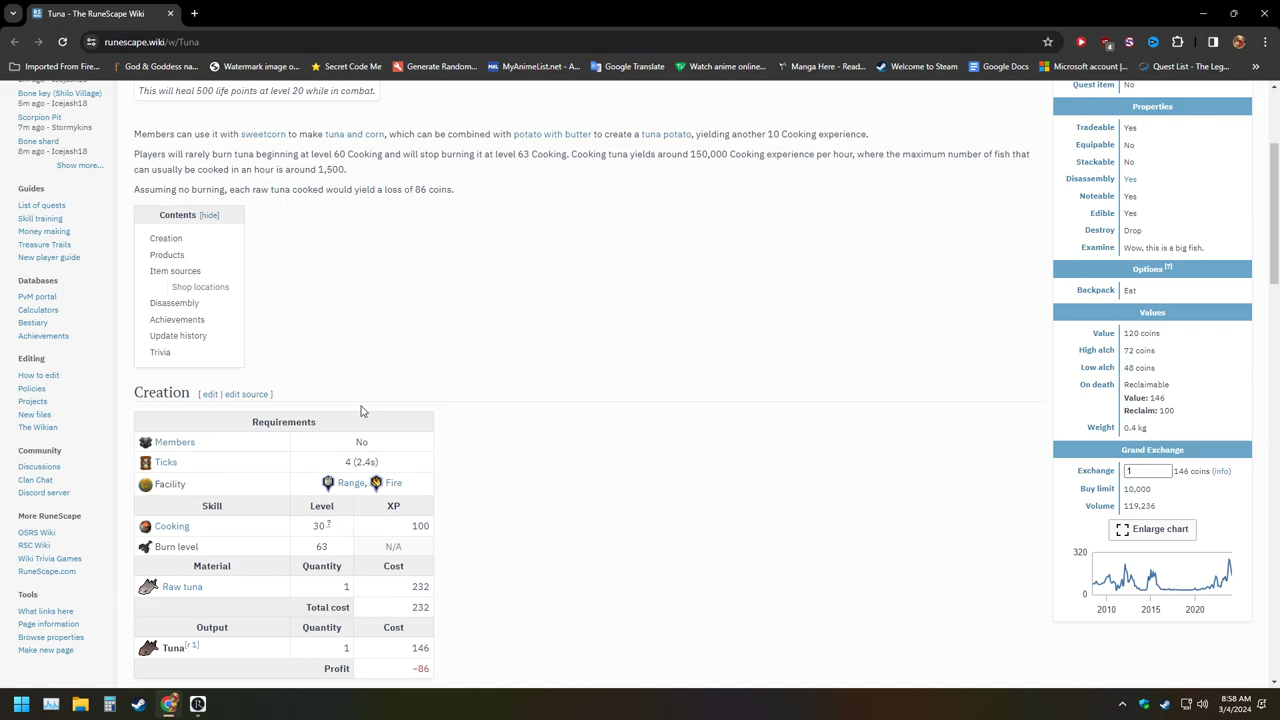 Tuna - The RuneScape Wiki
runescape.wiki/w/Tuna
4
Imported From Fire...
God & Goddess na...
Watermark image o...
Secret Code Me
Generate Random...
MyAnimeList.net - A...
Google Translate
Watch anime online...
Manga Here - Read...
Welcome to Steam
Google Docs
Microsoft account |...
Quest List - The Leg...
Bone key (Shilo Village)
5m ago - Icejash18
Scorpion Pit
7m ago - Stormykins
Bone shard
8m ago - Icejash18
Show more...
Guides
List of quests
Skill training
Money making
Treasure Trails
New player guide
Databases
PvM portal
Calculators
Bestiary
Achievements
Editing
How to edit
Policies
Projects
New files
The Wikian
Community
Discussions
Clan Chat
Discord server
More RuneScape
OSRS Wiki
RSC Wiki
Wiki Trivia Games
RuneScape.com
Tools
What links here
Page information
Browse properties
Make new page
This will heal 500 life points at level 20 while in combat.
Members can use it with sweetcorn to make tuna and corn, which can be combined with potato with butter to create a tuna potato, yielding another 10 Cooking experience.
Players will rarely burn tuna beginning at level 60 Cooking and will stop burning it at level 63 Cooking. Cooking tuna yields around 150,000 Cooking experience per hour, where the maximum number of fish that
can usually be cooked in an hour is around 1,500.
Assuming no burning, each raw tuna cooked would yield a loss of 86 coins.
Contents [hide]
Creation
Products
Item sources
Shop locations
Disassembly
Achievements
Update history
Trivia
Creation [ edit | edit source ]
Requirements
Members No
Ticks 4 (2.4s)
Facility Range, Fire
Skill Level XP
Cooking 30 ? 100
Burn level 63 N/A
Material Quantity Cost
Raw tuna 1 232
Total cost 232
Output Quantity Cost
Tuna[r 1] 1 146
Profit −86
Quest item No
Properties
Tradeable Yes
Equipable No
Stackable No
Disassembly Yes
Noteable Yes
Edible Yes
Destroy Drop
Examine Wow, this is a big fish.
Options [T]
Backpack Eat
Values
Value 120 coins
High alch 72 coins
Low alch 48 coins
On death Reclaimable
Value: 146
Reclaim: 100
Weight 0.4 kg
Grand Exchange
Exchange 1 146 coins (info)
Buy limit 10,000
Volume 119,236
Enlarge chart
320
0
2010 2015 2020
8:58 AM
3/4/2024